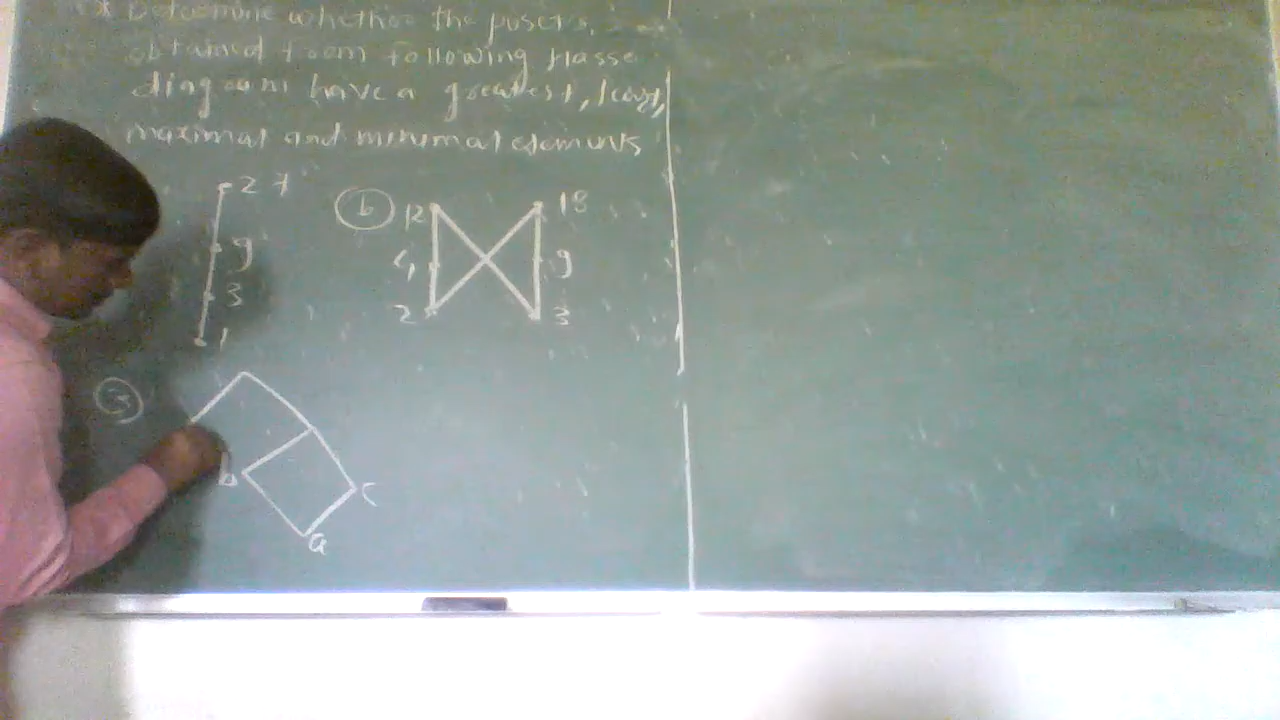 Determine whether the posets,
obtained from following Hasse
diagram have a greatest, least,
maximal and minimal elements
27
9
3
1
b 12 18
4 9
2 3
b c
a